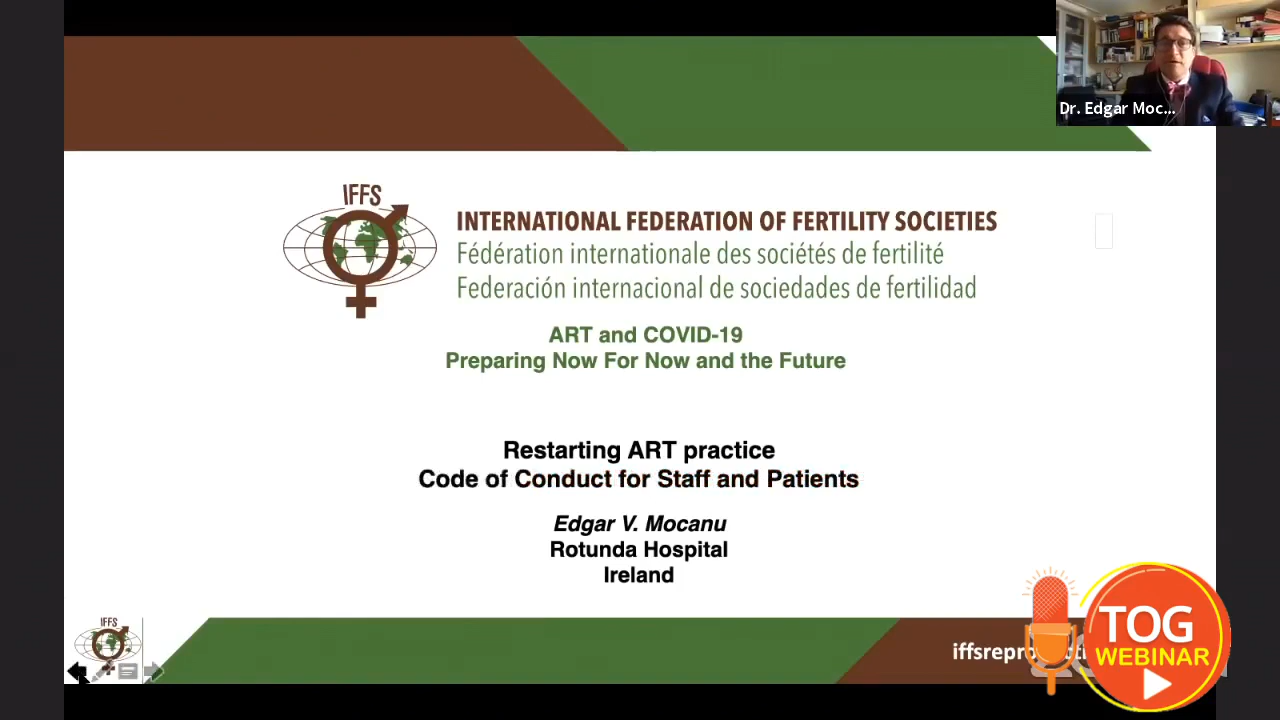 Dr. Edgar Moc...
IFFS
INTERNATIONAL FEDERATION OF FERTILITY SOCIETIES
Fédération internationale des sociétés de fertilité
Federación internacional de sociedades de fertilidad
ART and COVID-19
Preparing Now For Now and the Future
Restarting ART practice
Code of Conduct for Staff and Patients
Edgar V. Mocanu
Rotunda Hospital
Ireland
IFFS
TOG
WEBINAR